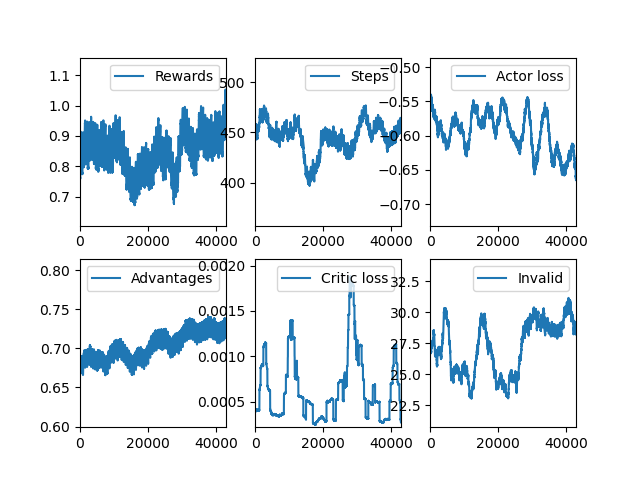 Rewards
1.1
1.0
0.9
0.8
0.7
0 20000 40000
Steps
500
450
400
0 20000 40000
Actor loss
−0.50
−0.55
−0.60
−0.65
−0.70
0 20000 40000
Advantages
0.80
0.75
0.70
0.65
0.60
0 20000 40000
Critic loss
0.0020
0.0015
0.0010
0.0005
0 20000 40000
Invalid
32.5
30.0
27.5
25.0
22.5
0 20000 40000